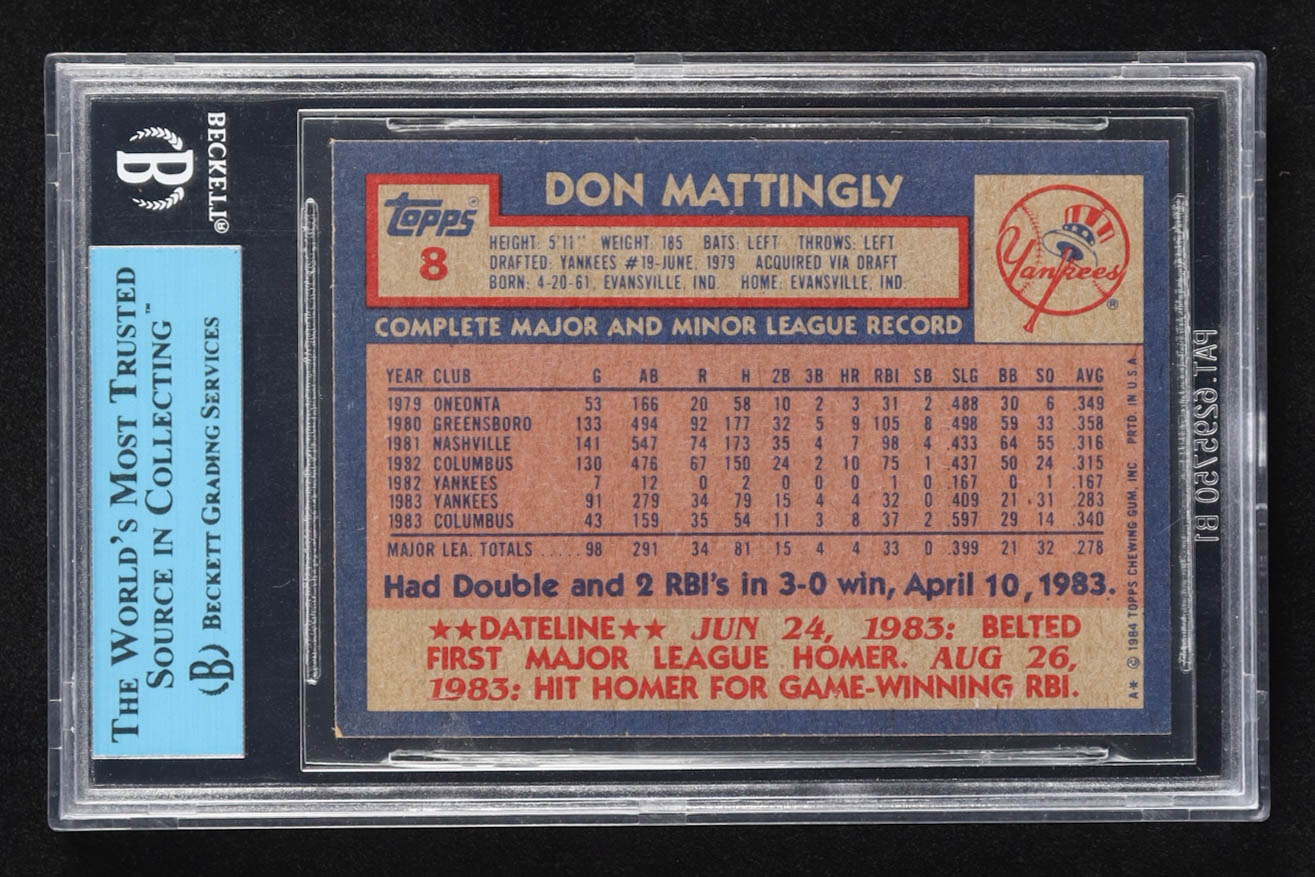 BECKETT®
B
THE WORLD'S MOST TRUSTED
SOURCE IN COLLECTING™
(B) BECKETT GRADING SERVICES
topps®
8
DON MATTINGLY
HEIGHT: 5'11" WEIGHT: 185 BATS: LEFT THROWS: LEFT
DRAFTED: YANKEES #19-JUNE, 1979 ACQUIRED VIA DRAFT
BORN: 4-20-61, EVANSVILLE, IND. HOME: EVANSVILLE, IND.
Yankees®
COMPLETE MAJOR AND MINOR LEAGUE RECORD
YEAR CLUB G AB R H 2B 3B HR RBI SB SLG BB SO AVG
1979 ONEONTA 53 166 20 58 10 2 3 31 2 .488 30 6 .349
1980 GREENSBORO 133 494 92 177 32 5 9 105 8 .498 59 33 .358
1981 NASHVILLE 141 547 74 173 35 4 7 98 4 .433 64 55 .316
1982 COLUMBUS 130 476 67 150 24 2 10 75 1 .437 50 24 .315
1982 YANKEES 7 12 0 2 0 0 0 1 0 .167 0 1 .167
1983 YANKEES 91 279 34 79 15 4 4 32 0 .409 21 31 .283
1983 COLUMBUS 43 159 35 54 11 3 8 37 2 .597 29 14 .340
MAJOR LEA. TOTALS ..... 98 291 34 81 15 4 4 33 0 .399 21 32 .278
Had Double and 2 RBI's in 3-0 win, April 10, 1983.
★★DATELINE★★ JUN 24, 1983: BELTED
FIRST MAJOR LEAGUE HOMER. AUG 26,
1983: HIT HOMER FOR GAME-WINNING RBI.
A* © 1984 TOPPS CHEWING GUM, INC. PRTD. IN U.S.A.
PAT. 6295750 B1